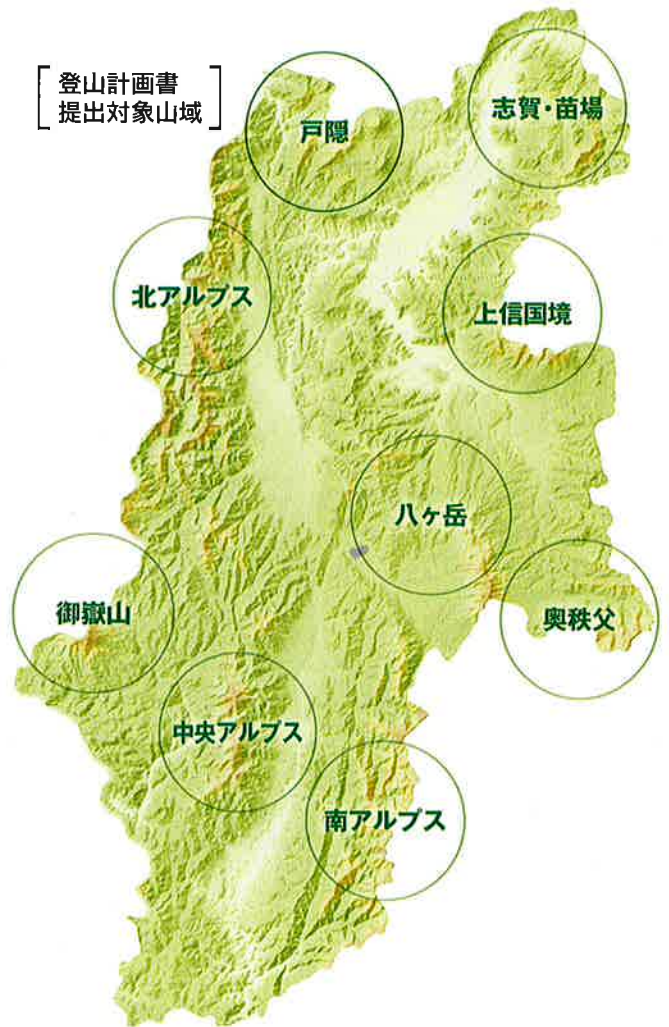 登山計画書
提出対象山域
戸隠
志賀・苗場
北アルプス
上信国境
八ヶ岳
御嶽山
奥秩父
中央アルプス
南アルプス